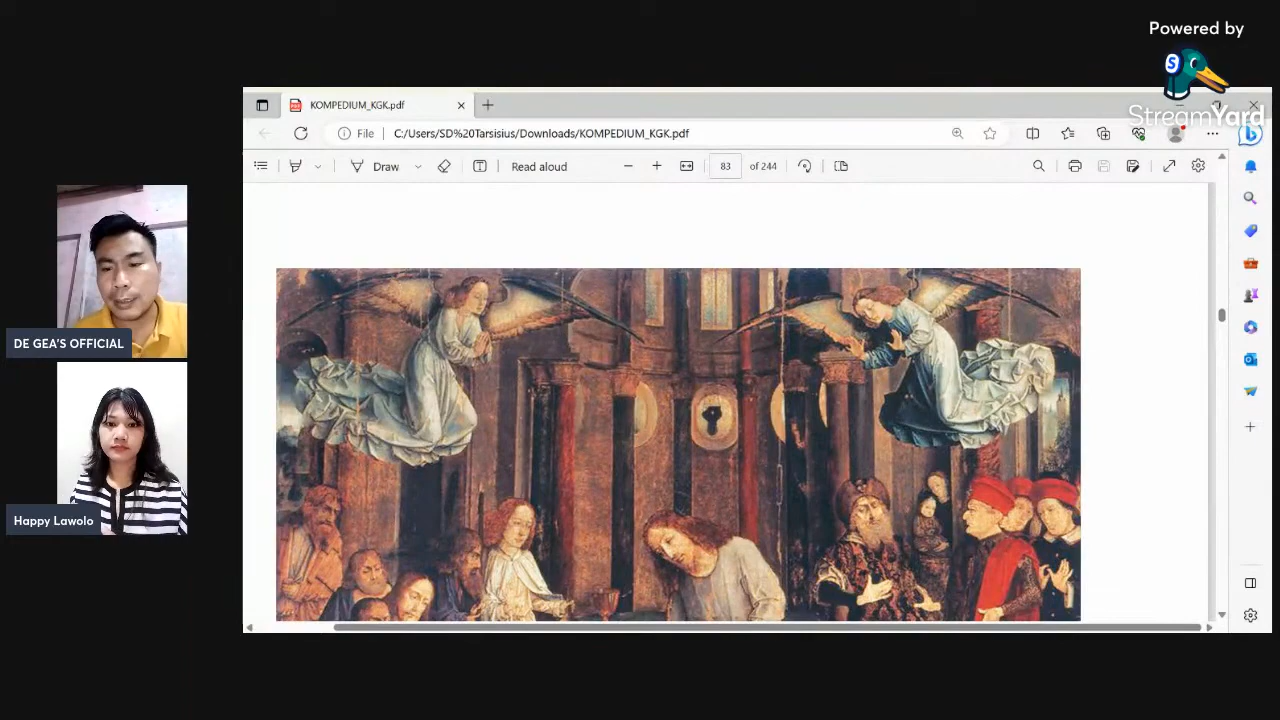 Powered by
StreamYard
KOMPEDIUM_KGK.pdf
File
C:/Users/SD%20Tarsisius/Downloads/KOMPEDIUM_KGK.pdf
Draw
Read aloud
83
of 244
DE GEA'S OFFICIAL
Happy Lawolo